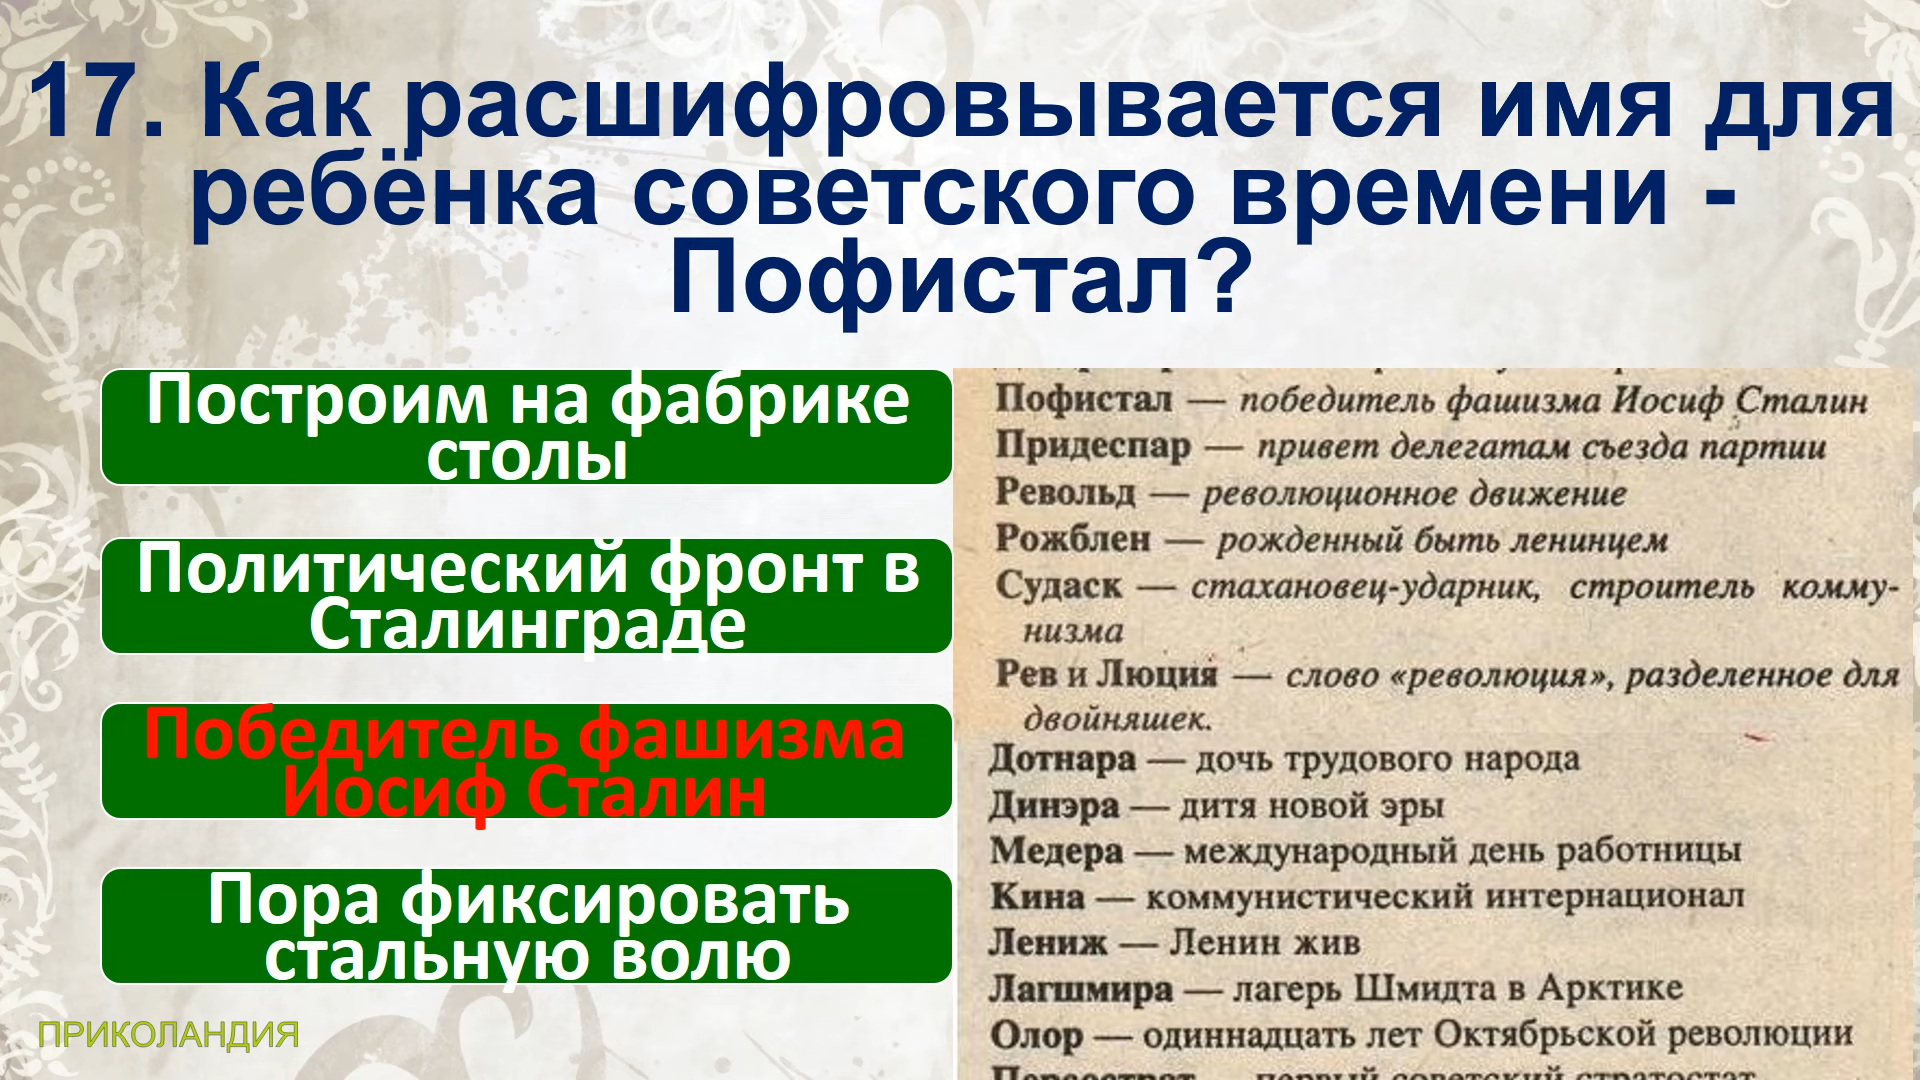 17. Как расшифровывается имя для
ребёнка советского времени -
Пофистал?
Построим на фабрике
столы
Политический фронт в
Сталинграде
Победитель фашизма
Иосиф Сталин
Пора фиксировать
стальную волю
ПРИКОЛАНДИЯ
Пофистал — победитель фашизма Иосиф Сталин
Придеспар — привет делегатам съезда партии
Револьд — революционное движение
Рожблен — рожденный быть ленинцем
Судаск — стахановец-ударник, строитель комму-
низма
Рев и Люция — слово «революция», разделенное для
двойняшек.
Дотнара — дочь трудового народа
Динэра — дитя новой эры
Медера — международный день работницы
Кина — коммунистический интернационал
Лениж — Ленин жив
Лагшмира — лагерь Шмидта в Арктике
Олор — одиннадцать лет Октябрьской революции
— первый советский стратостат